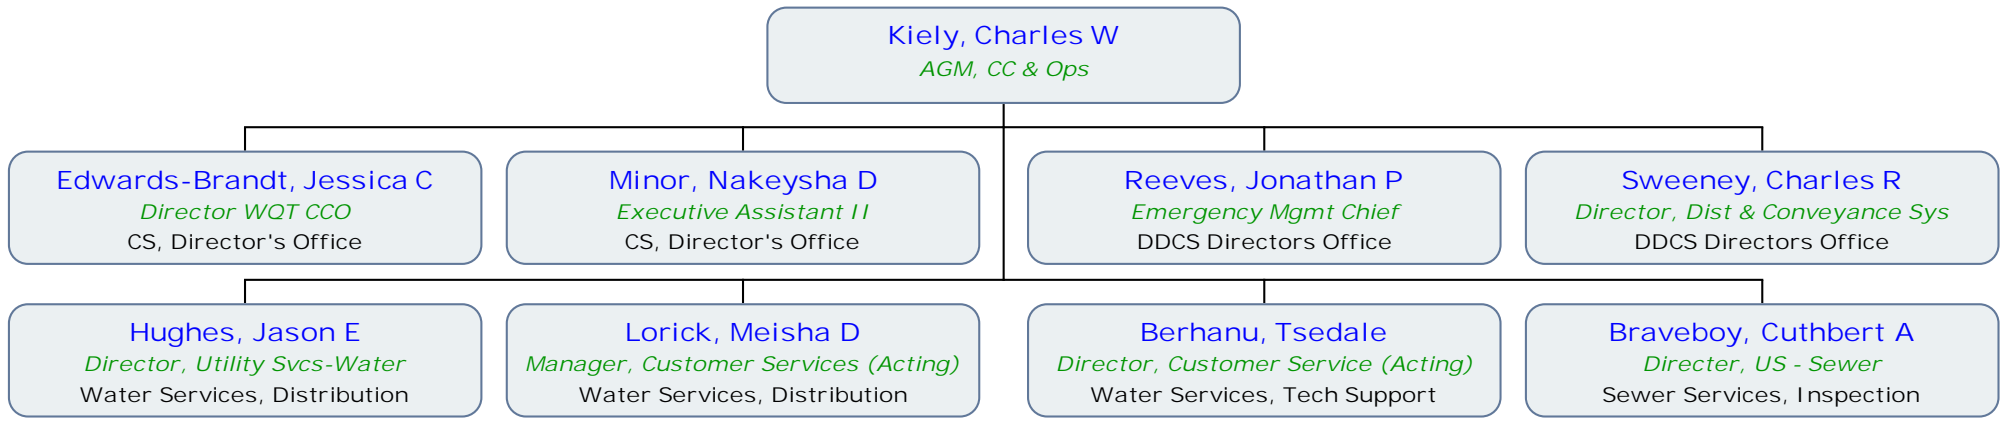 Kiely, Charles W
AGM, CC & Ops
Edwards-Brandt, Jessica C
Director WQT CCO
CS, Director's Office
Minor, Nakeysha D
Executive Assistant II
CS, Director's Office
Reeves, Jonathan P
Emergency Mgmt Chief
DDCS Directors Office
Sweeney, Charles R
Director, Dist & Conveyance Sys
DDCS Directors Office
Hughes, Jason E
Director, Utility Svcs-Water
Water Services, Distribution
Lorick, Meisha D
Manager, Customer Services (Acting)
Water Services, Distribution
Berhanu, Tsedale
Director, Customer Service (Acting)
Water Services, Tech Support
Braveboy, Cuthbert A
Directer, US - Sewer
Sewer Services, Inspection